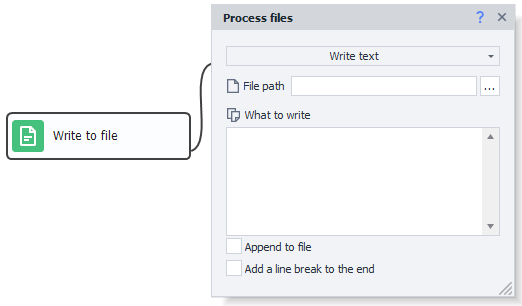 Process files
Write text
File path
...
What to write
Write to file
Append to file
Add a line break to the end